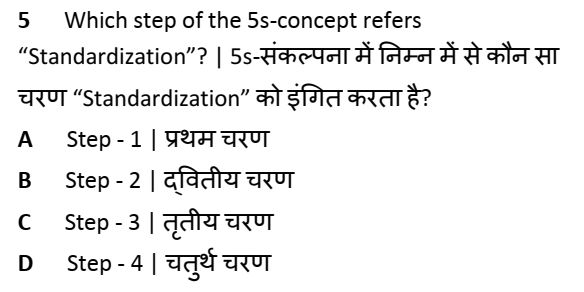 5 Which step of the 5s-concept refers
“Standardization”? | 5s-संकल्पना में निम्न में से कौन सा
चरण “Standardization” को इंगित करता है?
A Step - 1 | प्रथम चरण
B Step - 2 | द्वितीय चरण
C Step - 3 | तृतीय चरण
D Step - 4 | चतुर्थ चरण